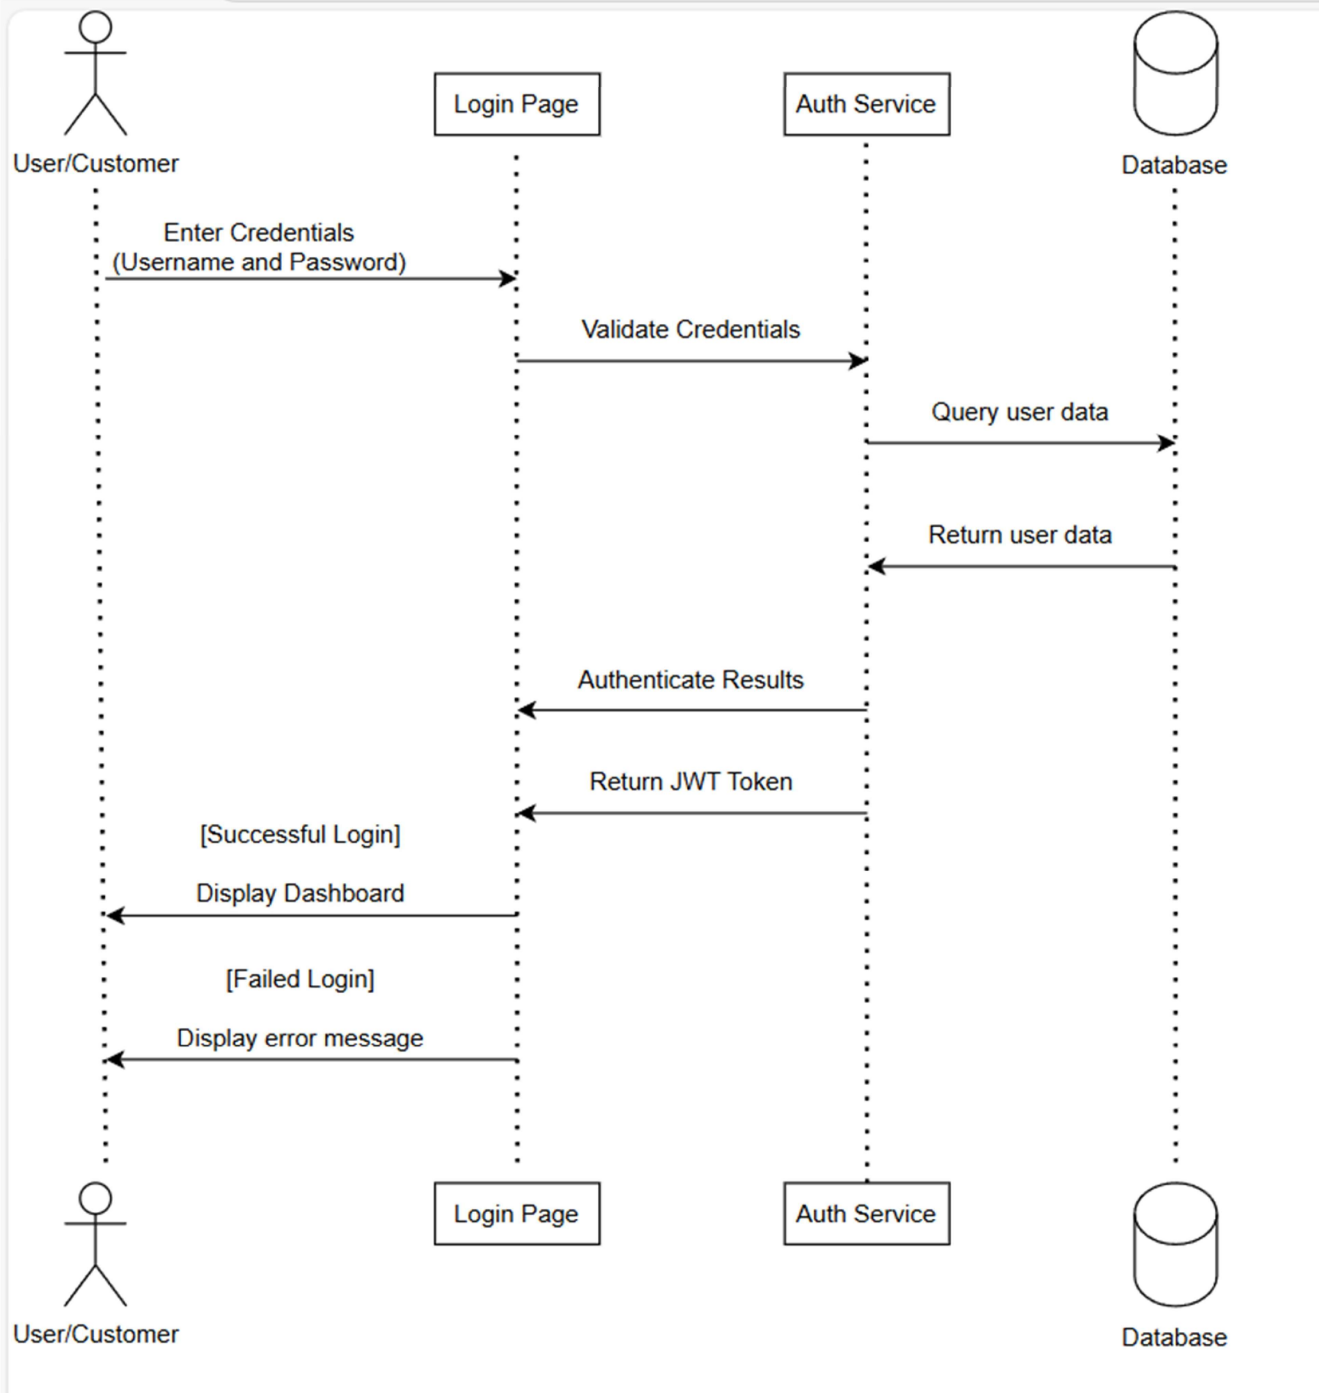 User/Customer
Login Page
Auth Service
Database
Enter Credentials
(Username and Password)
Validate Credentials
Query user data
Return user data
Authenticate Results
Return JWT Token
[Successful Login]
Display Dashboard
[Failed Login]
Display error message
User/Customer
Login Page
Auth Service
Database